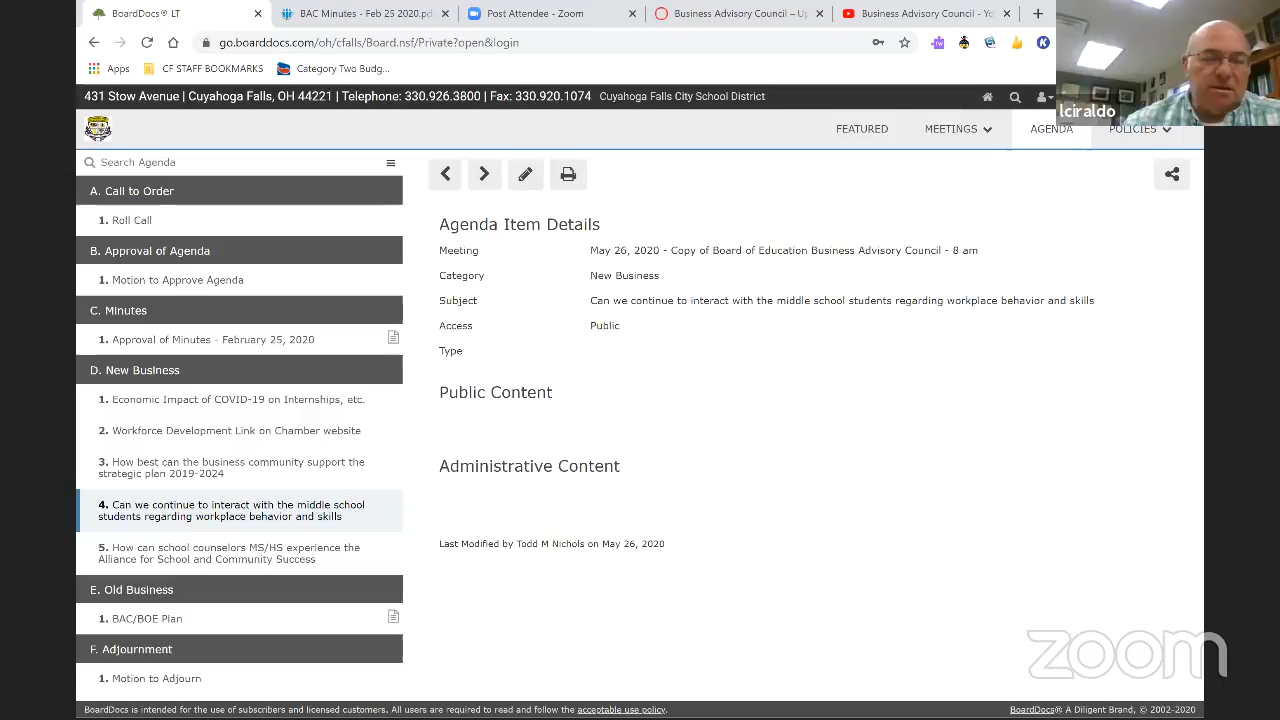 BoardDocs® LT
BAC Minutes - Feb 25 2020.pd
Post Attendee - Zoom
Business Advisory Council – Up
Business Advisory Council - Yo
go.boarddocs.com/oh/cfalls/Board.nsf/Private?open&login
Apps
CF STAFF BOOKMARKS
Category Two Budg...
lciraldo
431 Stow Avenue | Cuyahoga Falls, OH 44221 | Telephone: 330.926.3800 | Fax: 330.920.1074 Cuyahoga Falls City School District
FEATURED
MEETINGS
AGENDA
POLICIES
Search Agenda
A. Call to Order
1. Roll Call
B. Approval of Agenda
1. Motion to Approve Agenda
C. Minutes
1. Approval of Minutes - February 25, 2020
D. New Business
1. Economic Impact of COVID-19 on Internships, etc.
2. Workforce Development Link on Chamber website
3. How best can the business community support the
strategic plan 2019-2024
4. Can we continue to interact with the middle school
students regarding workplace behavior and skills
5. How can school counselors MS/HS experience the
Alliance for School and Community Success
E. Old Business
1. BAC/BOE Plan
F. Adjournment
1. Motion to Adjourn
Agenda Item Details
Meeting May 26, 2020 - Copy of Board of Education Business Advisory Council - 8 am
Category New Business
Subject Can we continue to interact with the middle school students regarding workplace behavior and skills
Access Public
Type
Public Content
Administrative Content
Last Modified by Todd M Nichols on May 26, 2020
zoom
BoardDocs is intended for the use of subscribers and licensed customers. All users are required to read and follow the acceptable use policy.
BoardDocs® A Diligent Brand, © 2002-2020